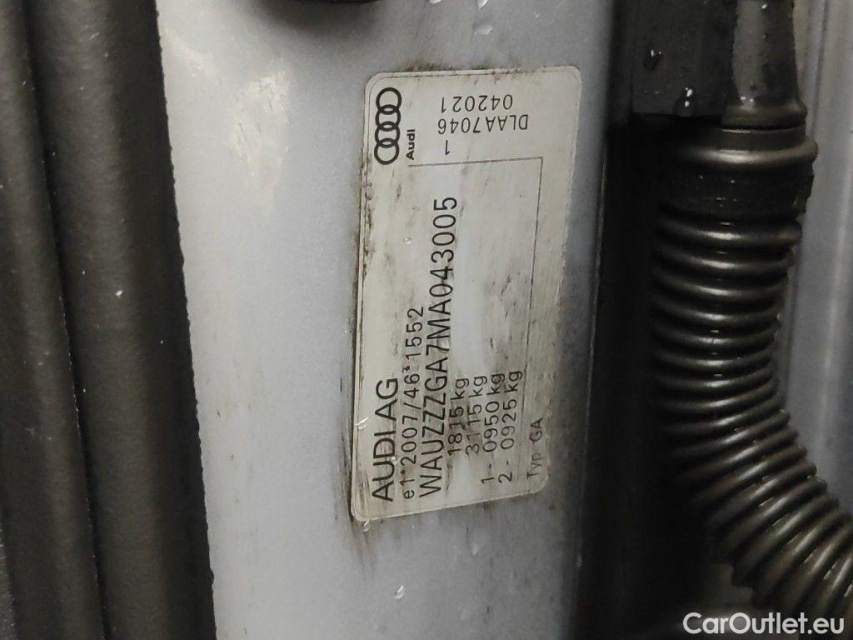 AUDI AG
e1*2007/46*1552
WAUZZZGA7MA043005
1815 kg
3115 kg
1- 0950 kg
2- 0925 kg
Typ GA
Audi
1
DLAA7046
042021
CarOutlet.eu